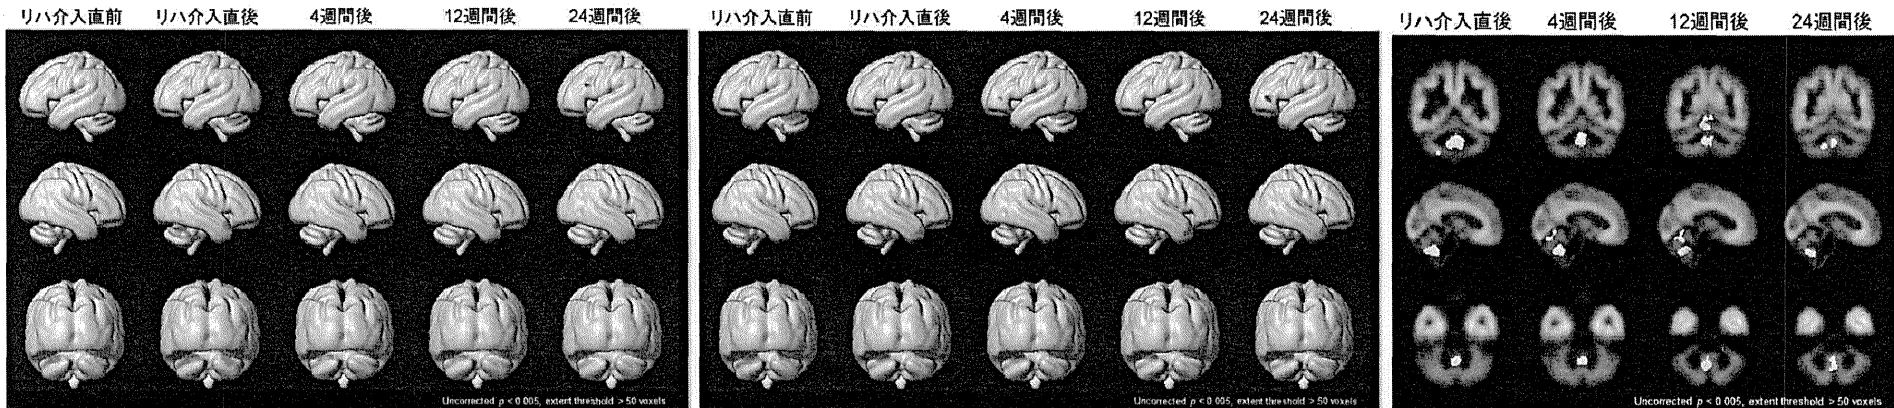 リハ介入直前 リハ介入直後 4週間後 12週間後 24週間後
Uncorrected p < 0.005, extent threshold > 50 voxels
リハ介入直前 リハ介入直後 4週間後 12週間後 24週間後
Uncorrected p < 0.005, extent threshold > 50 voxels
リハ介入直後 4週間後 12週間後 24週間後
Uncorrected p < 0.005, extent threshold > 50 voxels